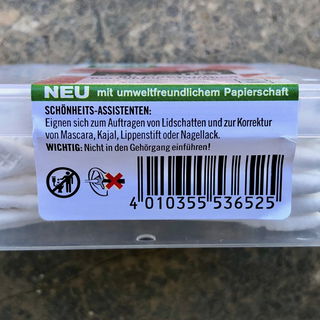 NEU mit umweltfreundlichem Papierschaft
SCHÖNHEITS-ASSISTENTEN:
Eignen sich zum Auftragen von Lidschatten und zur Korrektur
von Mascara, Kajal, Lippenstift oder Nagellack.
WICHTIG: Nicht in den Gehörgang einführen!
4 010355 536525